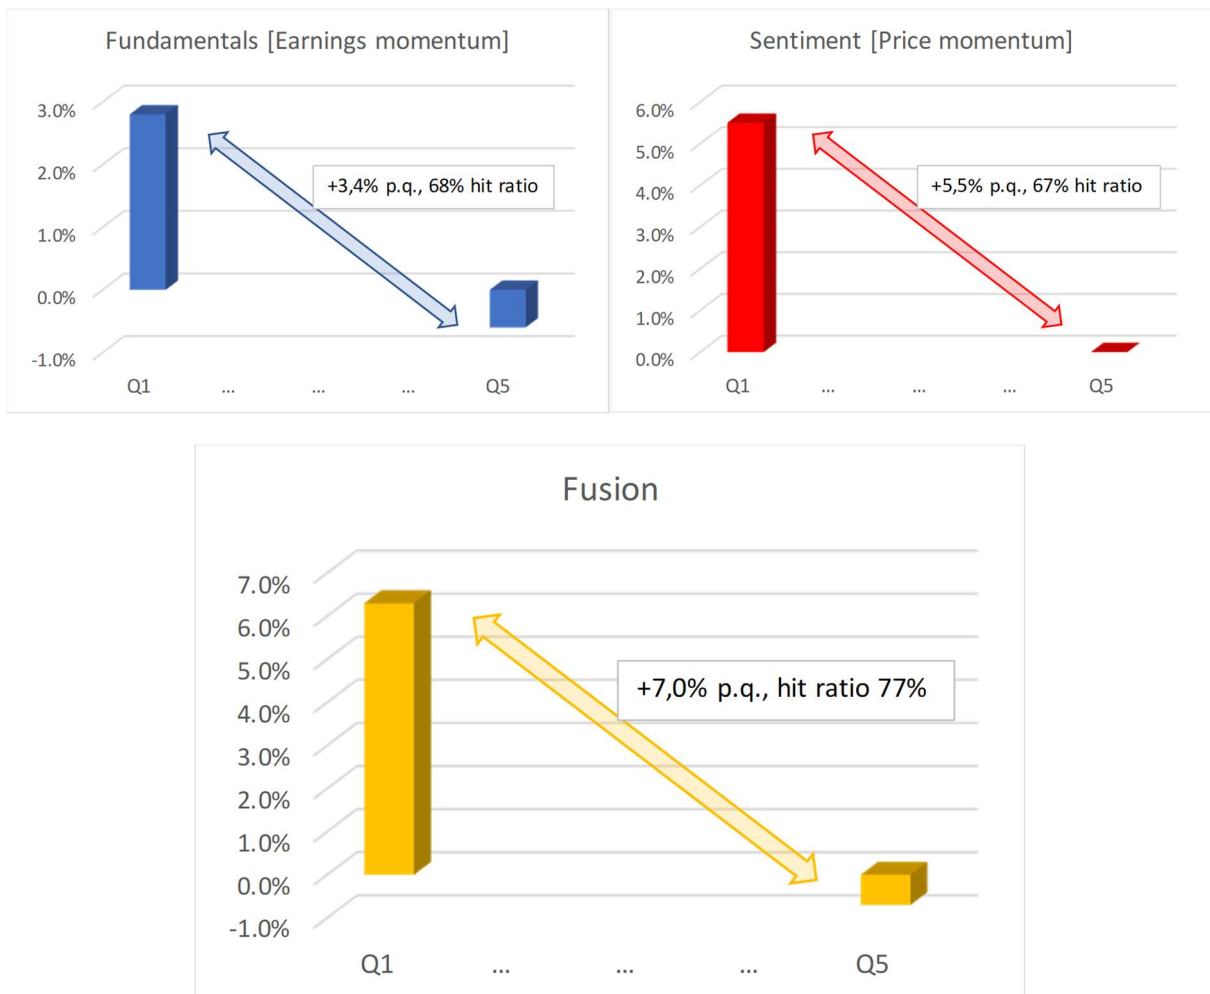 Fundamentals [Earnings momentum]
3.0%
2.0%
1.0%
0.0%
-1.0%
+3,4% p.q., 68% hit ratio
Q1 ... ... ... Q5
Sentiment [Price momentum]
6.0%
5.0%
4.0%
3.0%
2.0%
1.0%
0.0%
+5,5% p.q., 67% hit ratio
Q1 ... ... ... Q5
Fusion
7.0%
6.0%
5.0%
4.0%
3.0%
2.0%
1.0%
0.0%
-1.0%
+7,0% p.q., hit ratio 77%
Q1 ... ... ... Q5